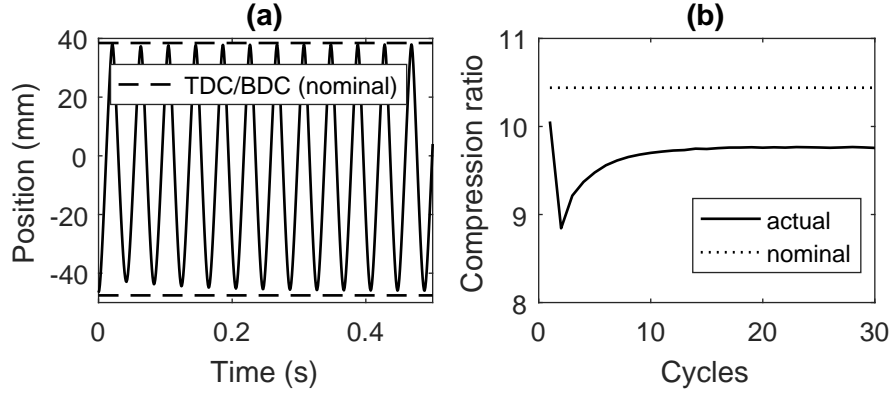 (a)
Position (mm)
40
20
0
-20
-40
TDC/BDC (nominal)
0
0.2
0.4
Time (s)
(b)
Compression ratio
11
10
9
8
actual
nominal
0
10
20
30
Cycles